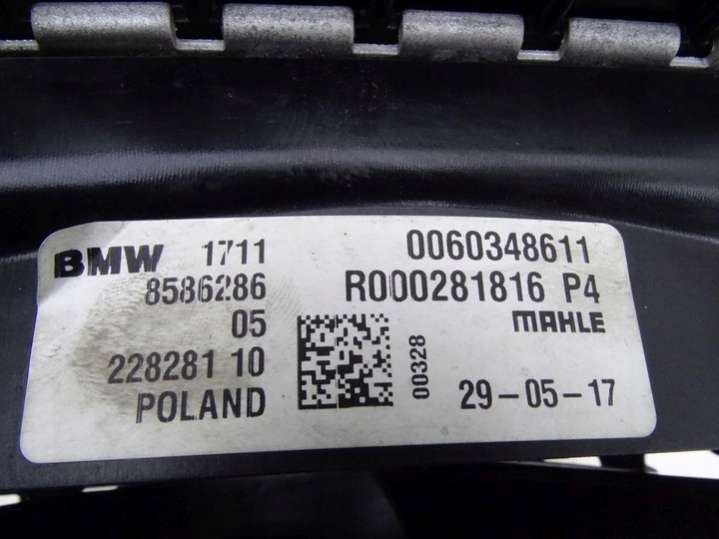 BMW 1711 0060348611
8586286 R000281816 P4
05 MAHLE
228281 10 00328
POLAND 29-05-17